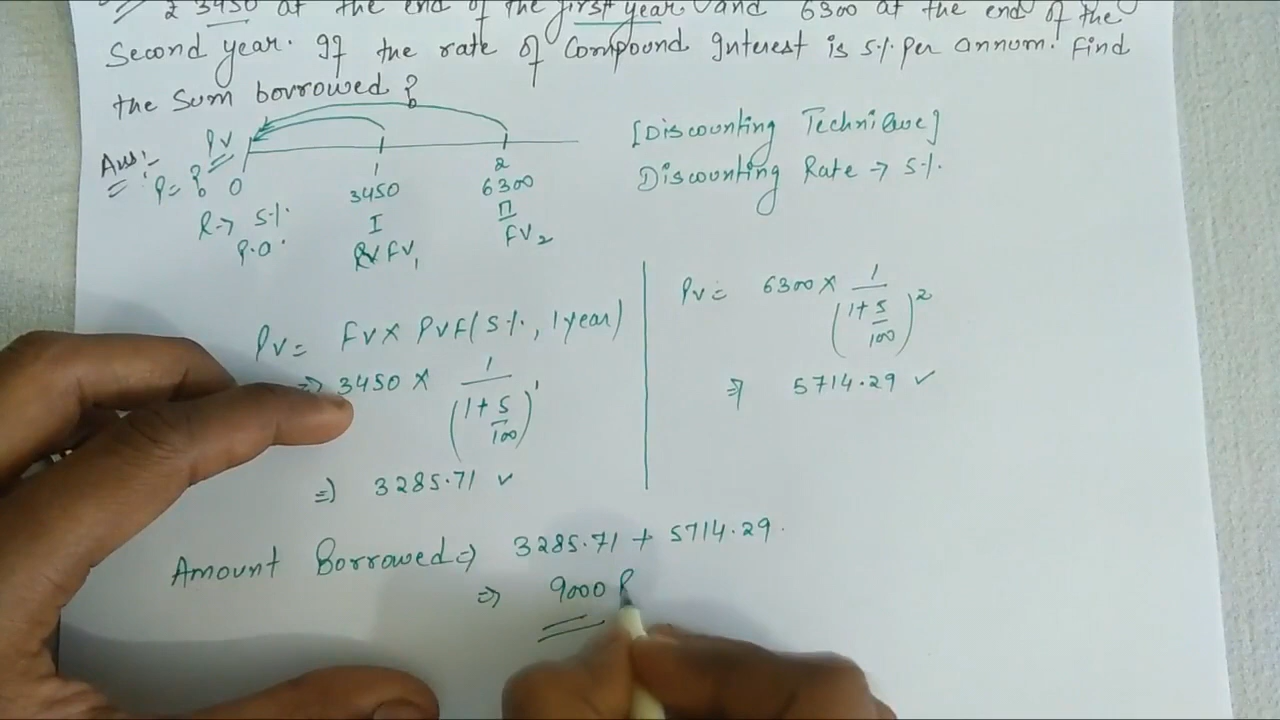 ₹ 3450 at the end of the first year and 6300 at the end of the
Second year. If the rate of Compound Interest is 5% Per annum. Find
the Sum borrowed ?
Ans:-
PV
P = ?
0
R → 5%
P.O.
1
3450
I
FV1
2
6300
II
FV2
[Discounting Technique]
Discounting Rate → 5%.
PV = FV × PVF(5%, 1 year)
⇒ 3450 × 1/(1+5/100)^1
⇒ 3285.71 ✓
PV = 6300 × 1/(1+5/100)^2
⇒ 5714.29 ✓
Amount Borrowed ⇒ 3285.71 + 5714.29.
⇒ 9000